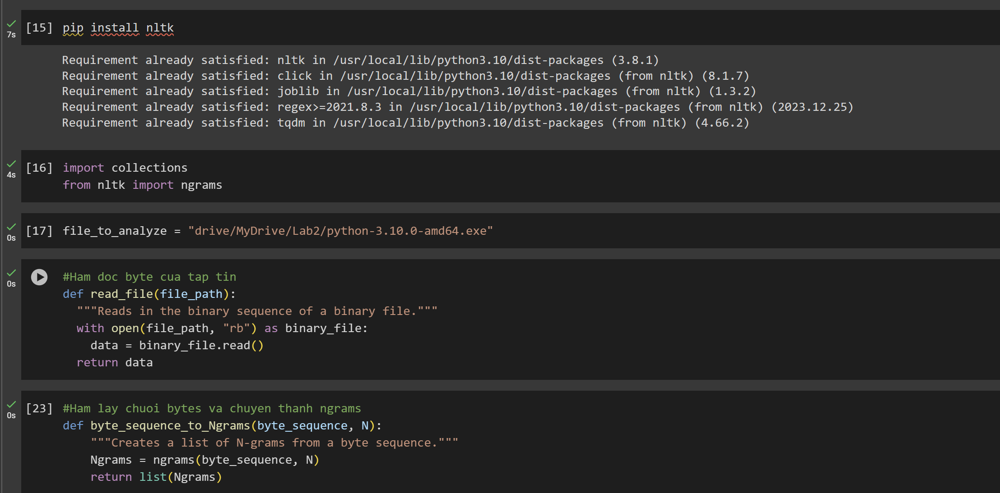 [15] pip install nltk
7s
Requirement already satisfied: nltk in /usr/local/lib/python3.10/dist-packages (3.8.1)
Requirement already satisfied: click in /usr/local/lib/python3.10/dist-packages (from nltk) (8.1.7)
Requirement already satisfied: joblib in /usr/local/lib/python3.10/dist-packages (from nltk) (1.3.2)
Requirement already satisfied: regex>=2021.8.3 in /usr/local/lib/python3.10/dist-packages (from nltk) (2023.12.25)
Requirement already satisfied: tqdm in /usr/local/lib/python3.10/dist-packages (from nltk) (4.66.2)
[16] import collections
4s
from nltk import ngrams
[17] file_to_analyze = "drive/MyDrive/Lab2/python-3.10.0-amd64.exe"
0s
#Ham doc byte cua tap tin
0s
def read_file(file_path):
  """Reads in the binary sequence of a binary file."""
  with open(file_path, "rb") as binary_file:
    data = binary_file.read()
  return data
[23] #Ham lay chuoi bytes va chuyen thanh ngrams
0s
def byte_sequence_to_Ngrams(byte_sequence, N):
    """Creates a list of N-grams from a byte sequence."""
    Ngrams = ngrams(byte_sequence, N)
    return list(Ngrams)